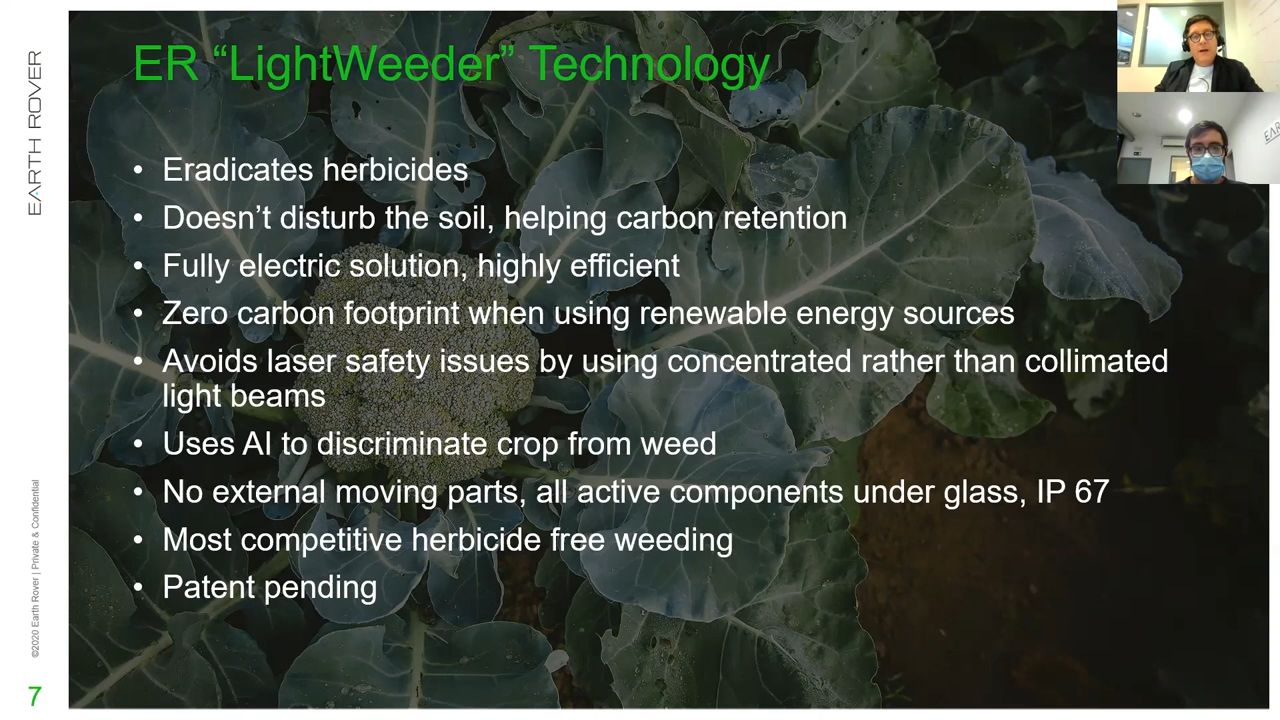 ER “LightWeeder” Technology
• Eradicates herbicides
• Doesn’t disturb the soil, helping carbon retention
• Fully electric solution, highly efficient
• Zero carbon footprint when using renewable energy sources
• Avoids laser safety issues by using concentrated rather than collimated
light beams
• Uses AI to discriminate crop from weed
• No external moving parts, all active components under glass, IP 67
• Most competitive herbicide free weeding
• Patent pending
EARTH ROVER
©2020 Earth Rover | Private & Confidential
7
EA